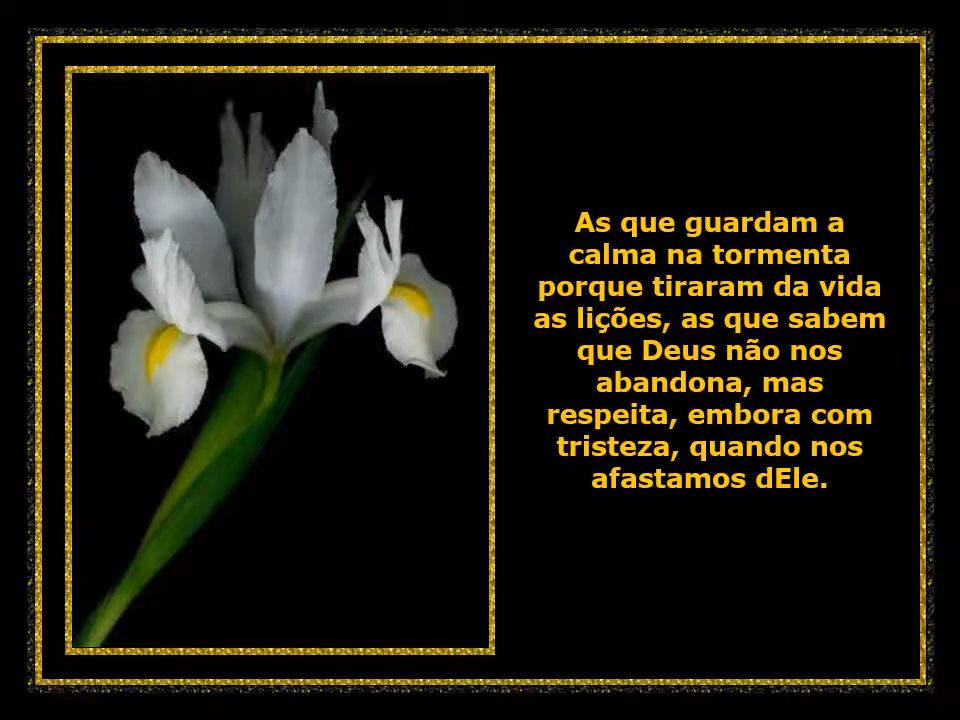 As que guardam a
calma na tormenta
porque tiraram da vida
as lições, as que sabem
que Deus não nos
abandona, mas
respeita, embora com
tristeza, quando nos
afastamos dEle.